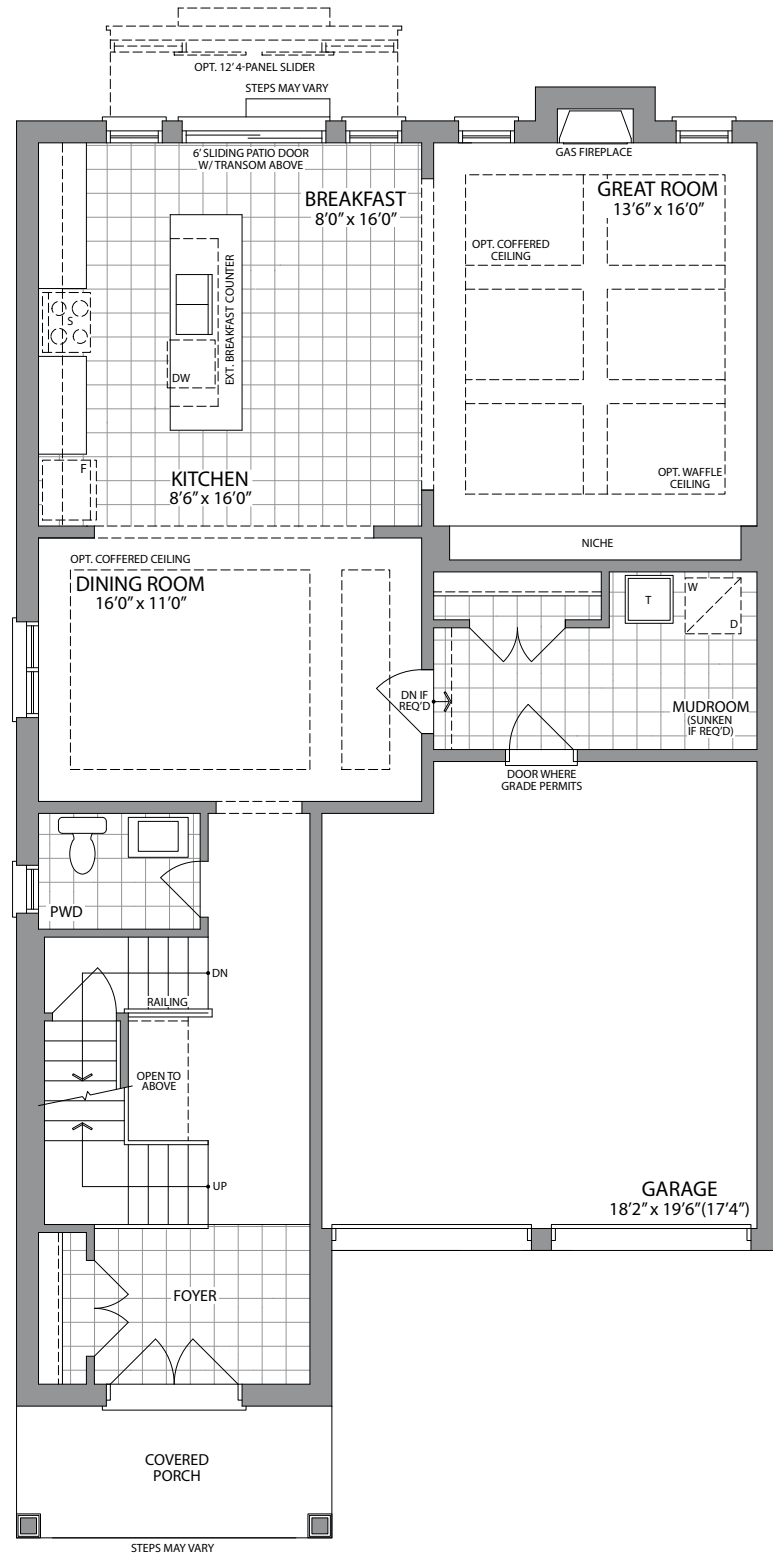 OPT. 12' 4-PANEL SLIDER
STEPS MAY VARY
6' SLIDING PATIO DOOR
W/ TRANSOM ABOVE
GAS FIREPLACE
BREAKFAST
8'0" x 16'0"
GREAT ROOM
13'6" x 16'0"
OPT. COFFERED
CEILING
EXT. BREAKFAST COUNTER
S
DW
F
KITCHEN
8'6" x 16'0"
OPT. WAFFLE
CEILING
NICHE
OPT. COFFERED CEILING
DINING ROOM
16'0" x 11'0"
T
W
D
DN IF
REQ'D
MUDROOM
(SUNKEN
IF REQ'D)
DOOR WHERE
GRADE PERMITS
PWD
DN
RAILING
OPEN TO
ABOVE
UP
GARAGE
18'2" x 19'6"(17'4")
FOYER
COVERED
PORCH
STEPS MAY VARY